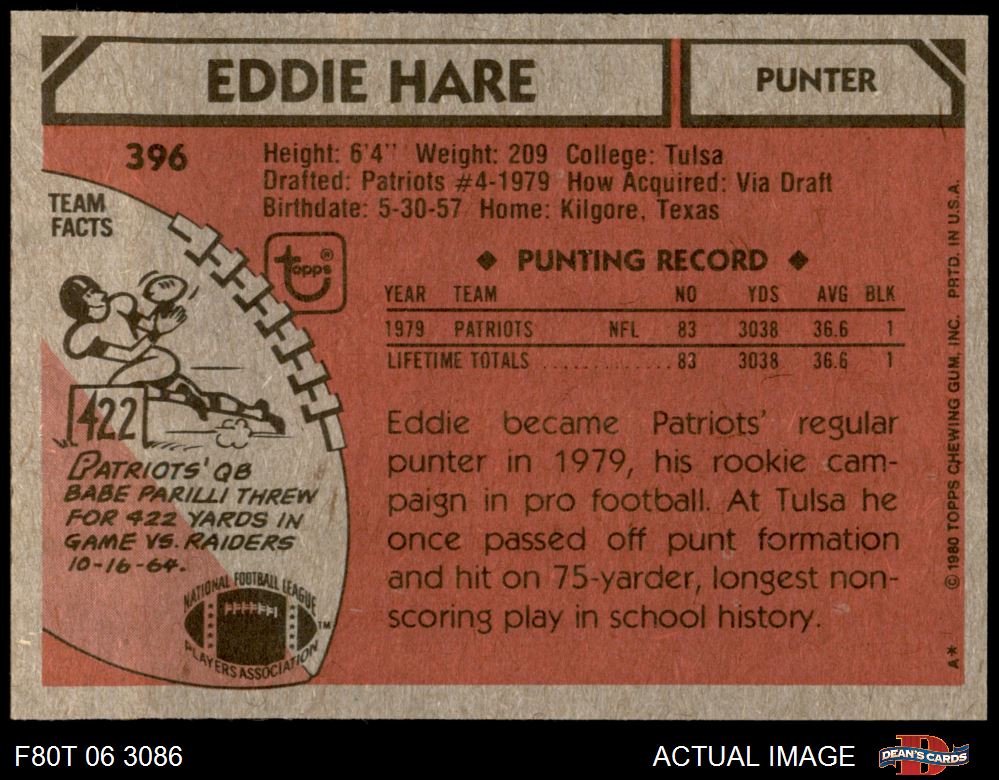 EDDIE HARE
PUNTER
396
Height: 6'4" Weight: 209 College: Tulsa
Drafted: Patriots #4-1979 How Acquired: Via Draft
Birthdate: 5-30-57 Home: Kilgore, Texas
TEAM
FACTS
topps®
◆ PUNTING RECORD ◆
YEAR TEAM NO YDS AVG BLK
1979 PATRIOTS NFL 83 3038 36.6 1
LIFETIME TOTALS .............. 83 3038 36.6 1
422
PATRIOTS' QB
BABE PARILLI THREW
FOR 422 YARDS IN
GAME VS. RAIDERS
10-16-64.
NATIONAL FOOTBALL LEAGUE
PLAYERS ASSOCIATION
TM
Eddie became Patriots' regular
punter in 1979, his rookie cam-
paign in pro football. At Tulsa he
once passed off punt formation
and hit on 75-yarder, longest non-
scoring play in school history.
A* © 1980 TOPPS CHEWING GUM, INC. PRTD. IN U.S.A.
F80T 06 3086
ACTUAL IMAGE
DEAN'S CARDS